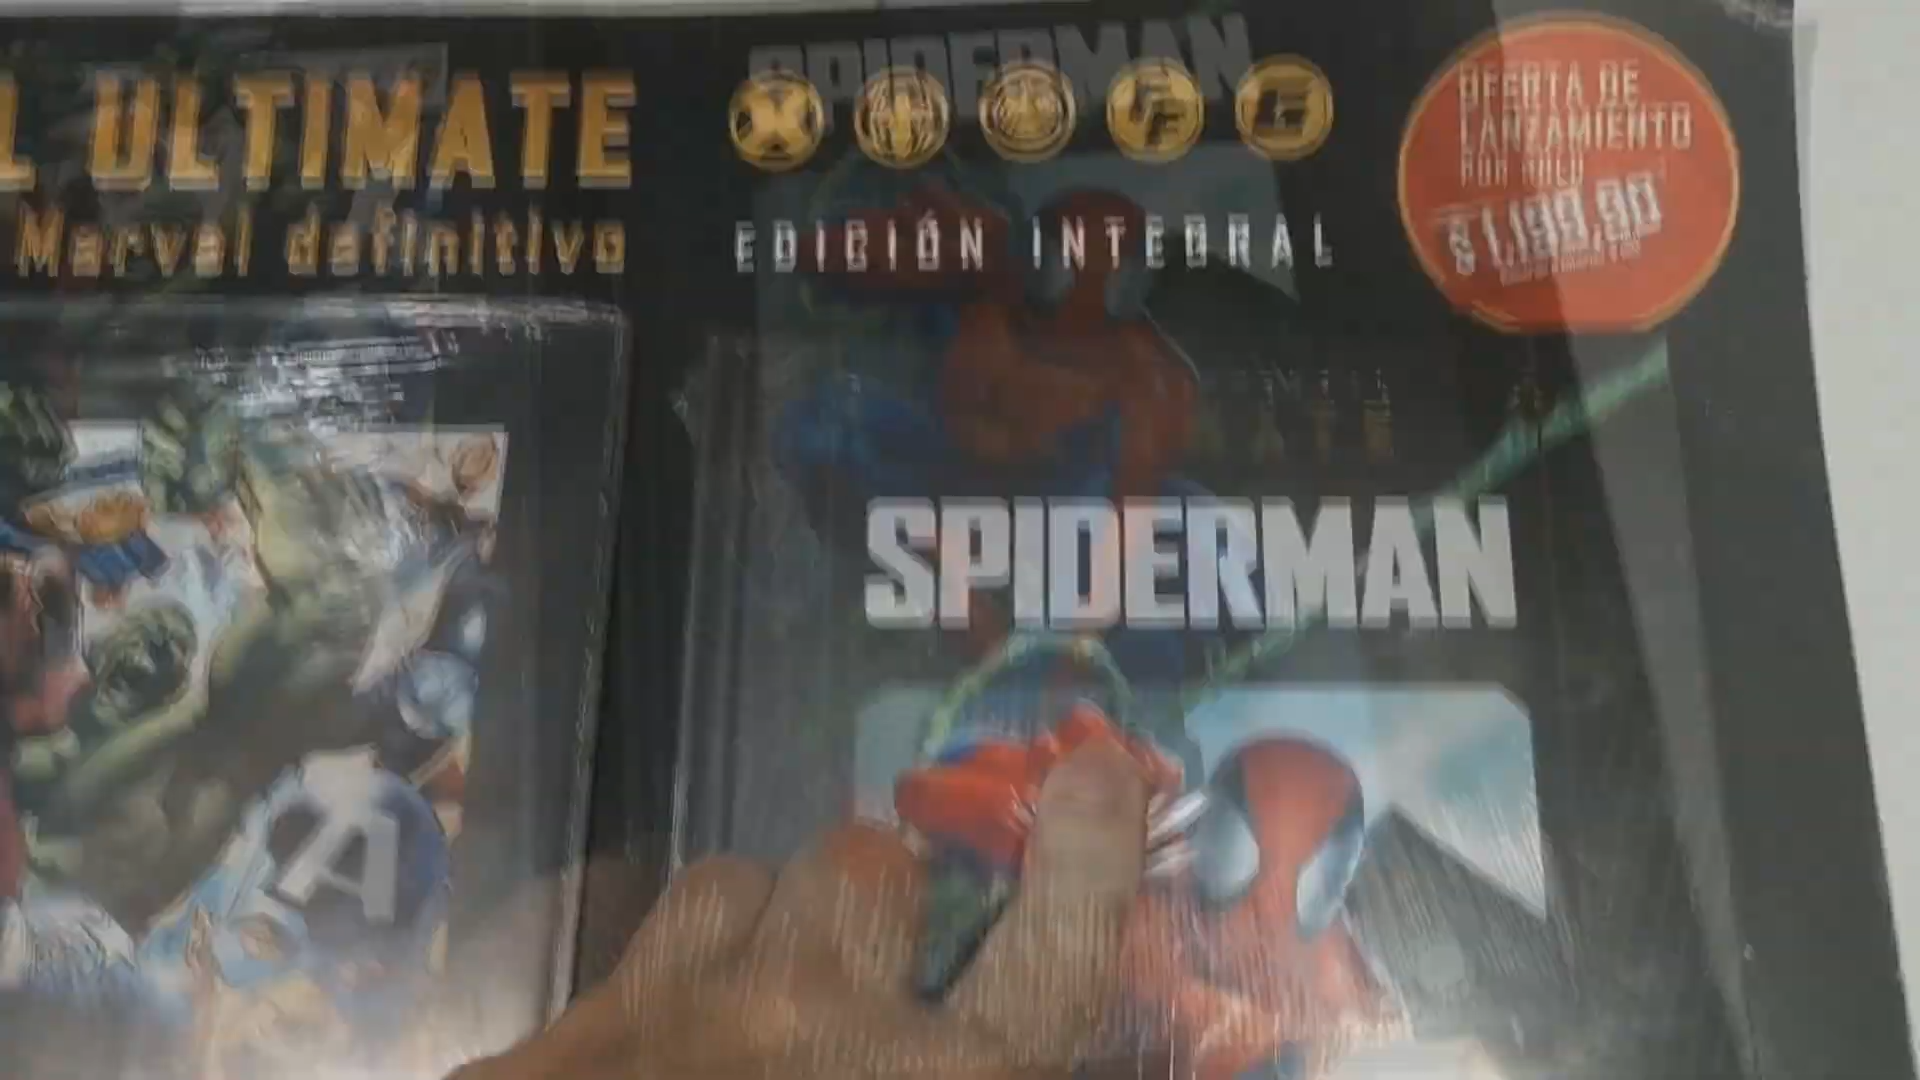 L ULTIMATE
Marvel definitivo
SPIDERMAN
EDICIÓN INTEGRAL
OFERTA DE
LANZAMIENTO
POR SOLO
SPIDERMAN
A